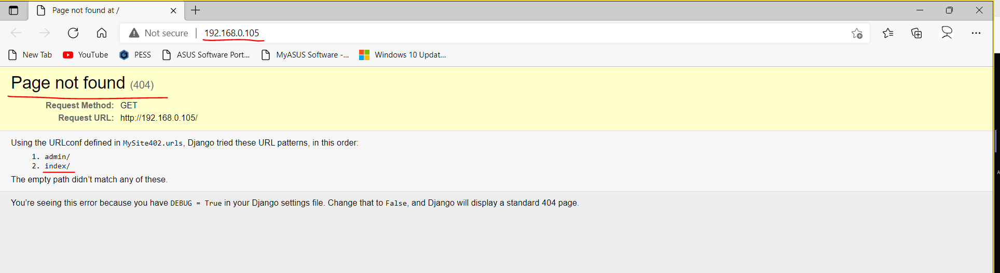 Page not found at /
Not secure | 192.168.0.105
New Tab YouTube PESS ASUS Software Port... MyASUS Software -... Windows 10 Updat...
Page not found (404)
Request Method: GET
Request URL: http://192.168.0.105/
Using the URLconf defined in MySite402.urls, Django tried these URL patterns, in this order:
1. admin/
2. index/
The empty path didn’t match any of these.
You’re seeing this error because you have DEBUG = True in your Django settings file. Change that to False, and Django will display a standard 404 page.
A